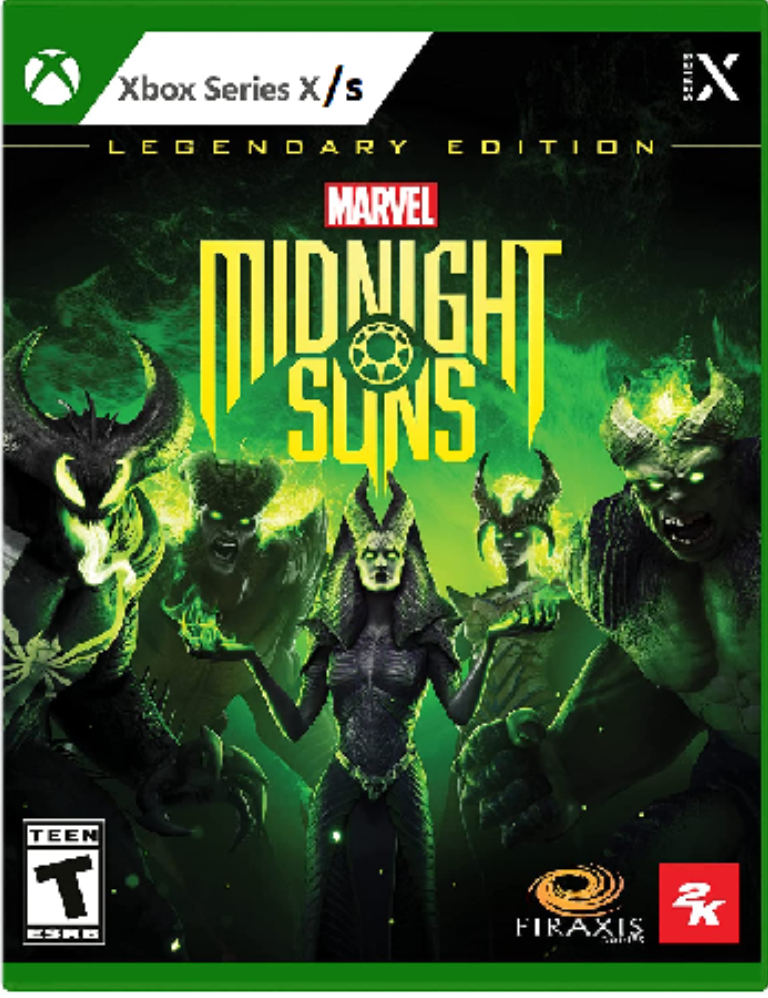 Xbox Series X/s
SERIES X
LEGENDARY EDITION
MARVEL
MIDNIGHT
SUNS
TEEN
T
ESRB
FIRAXIS
2K